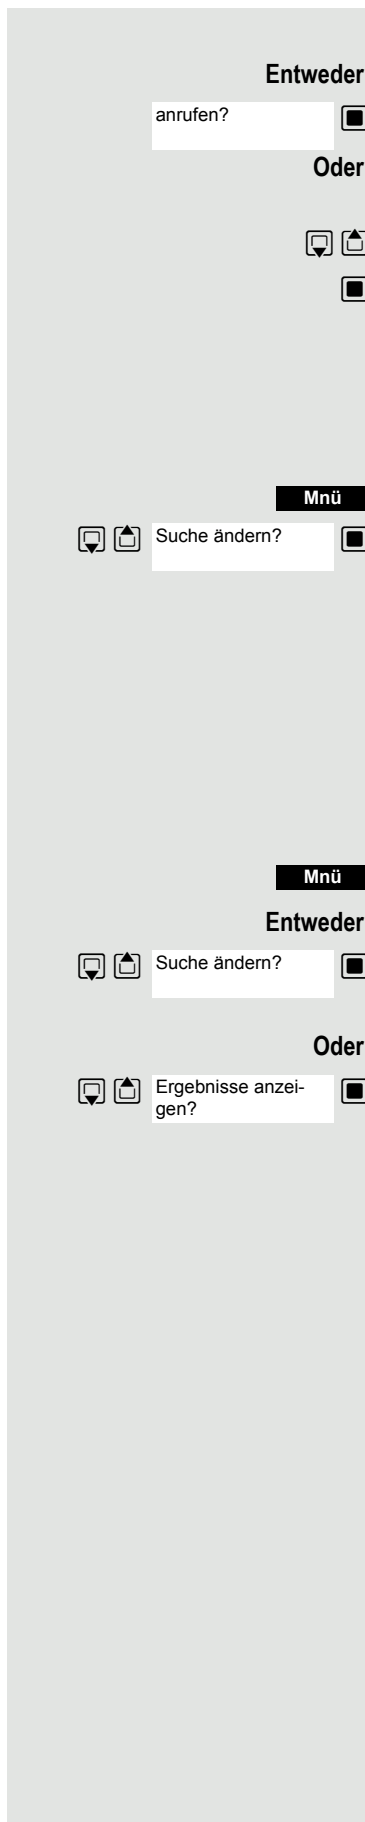 Entweder
anrufen?
Oder
Mnü
Suche ändern?
Mnü
Entweder
Suche ändern?
Oder
Ergebnisse anzei-
gen?